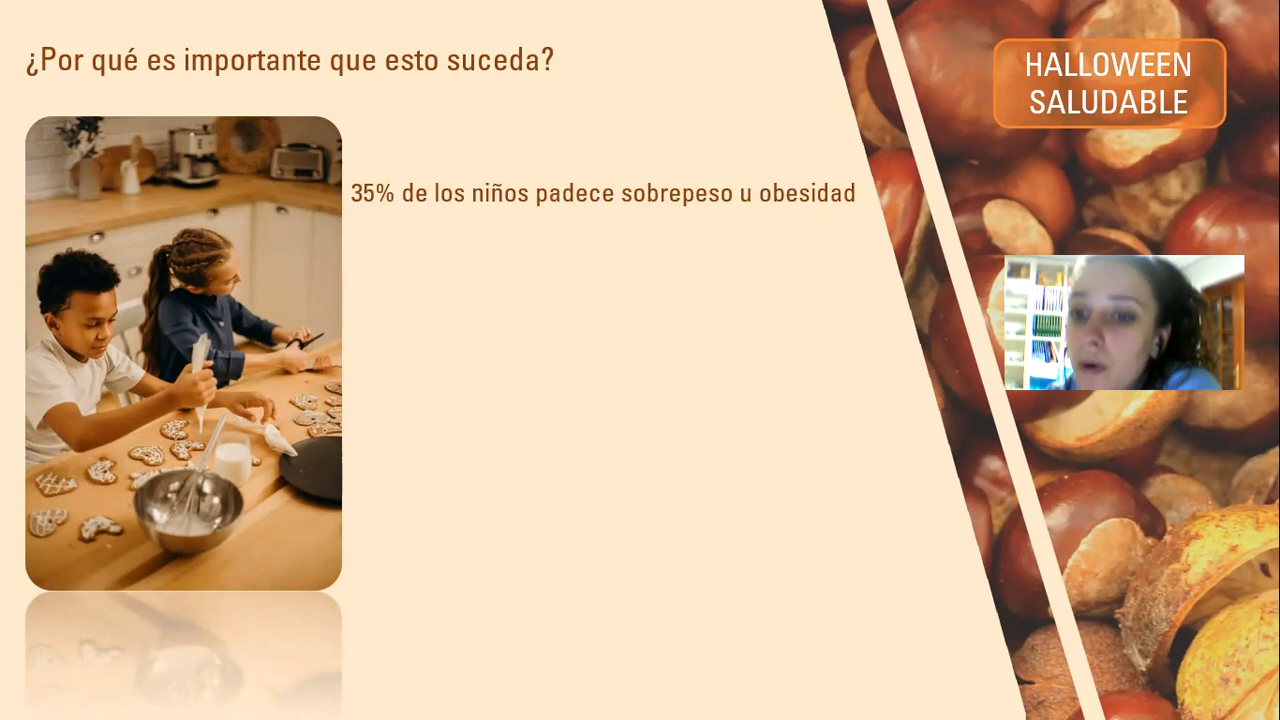 ¿Por qué es importante que esto suceda?
HALLOWEEN
SALUDABLE
35% de los niños padece sobrepeso u obesidad